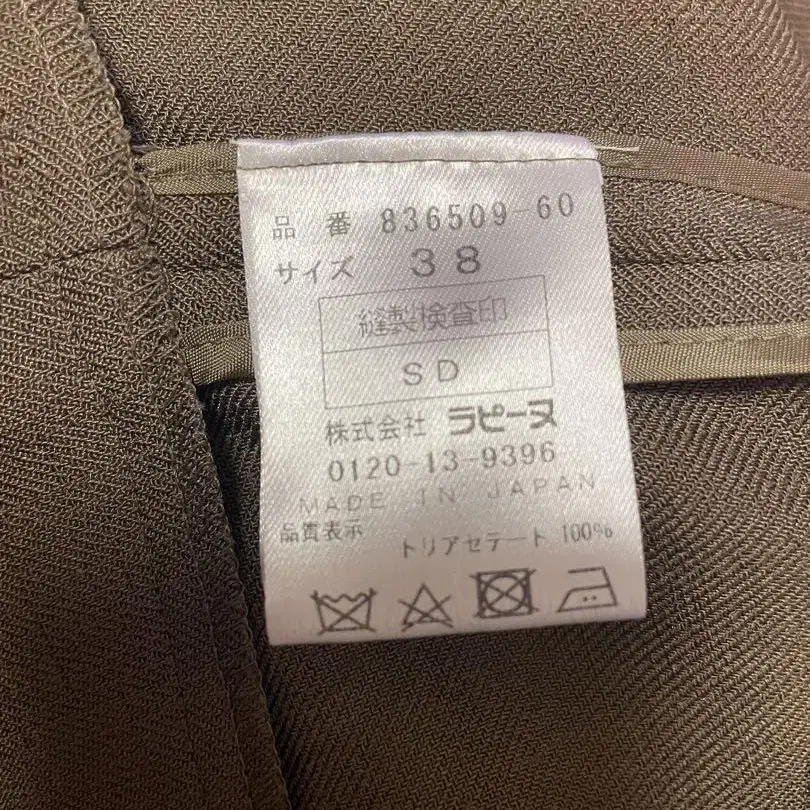 品 番 836509-60
サイズ 38
縫製検査印
SD
株式会社 ラピーヌ
0120-13-9396
MADE IN JAPAN
品質表示
トリアセテート 100%